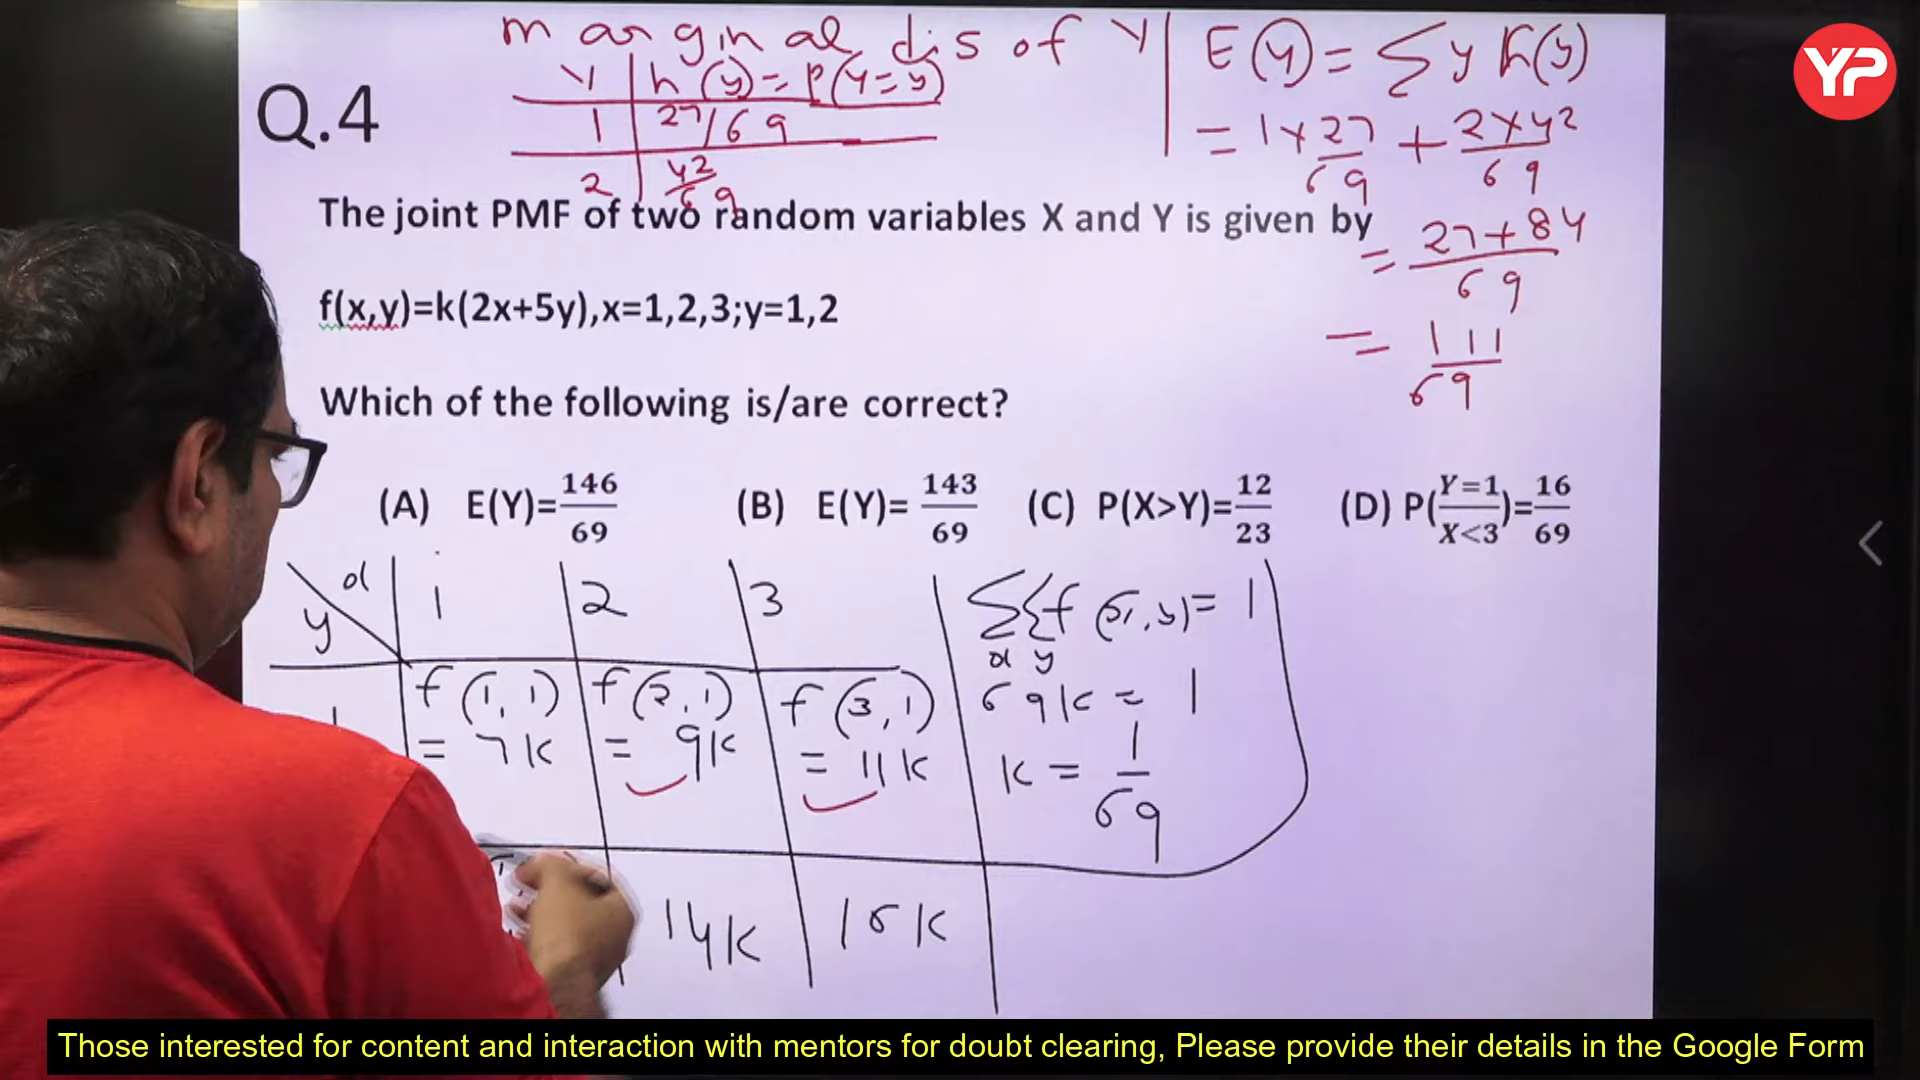 marginal dis of Y
Y | h(y) = P(Y=y)
1 | 27/69
2 | 42/69
E(Y) = Σ y h(y)
= 1 × 27/69 + 2×42/69
= 27+84/69
= 111/69
YP
Q.4
The joint PMF of two random variables X and Y is given by
f(x,y)=k(2x+5y),x=1,2,3;y=1,2
Which of the following is/are correct?
(A) E(Y)=146/69 (B) E(Y)= 143/69 (C) P(X>Y)=12/23 (D) P(Y=1/X<3)=16/69
x 1 2 3
y
f(1,1) f(2,1) f(3,1)
= 7k = 9k = 11k
14k 16k
ΣΣf(x,y)= 1
x y
69k = 1
k = 1/69
Those interested for content and interaction with mentors for doubt clearing, Please provide their details in the Google Form